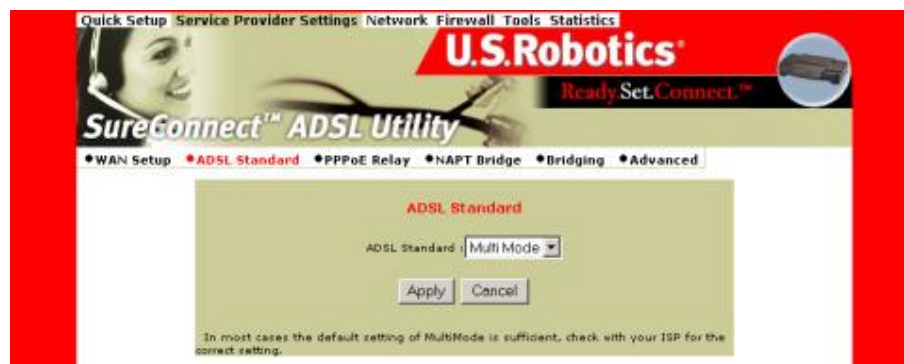 Quick Setup Service Provider Settings Network Firewall Tools Statistics
U.S.Robotics
Ready.Set.Connect.™
SureConnect™ ADSL Utility
WAN Setup ADSL Standard PPPoE Relay NAPT Bridge Bridging Advanced
ADSL Standard
ADSL Standard : Multi Mode
Apply Cancel
In most cases the default setting of MultiMode is sufficient, check with your ISP for the
correct setting.